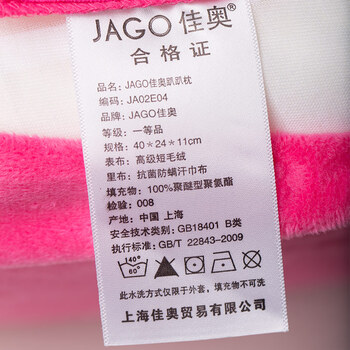 JAGO佳奥®
合格证
品名: JAGO佳奥趴趴枕
编码: JA02E04
品牌: JAGO佳奥
等级: 一等品
规格: 40*24*11cm
表布: 高级短毛绒
里布: 抗菌防螨汗巾布
填充物: 100%聚醚型聚氨酯
检验: 008
产地: 中国 上海
安全技术类别: GB18401 B类
执行标准: GB/T 22843-2009
140° 60°
此水洗方式仅限于外套，填充物不可洗
上海佳奥贸易有限公司